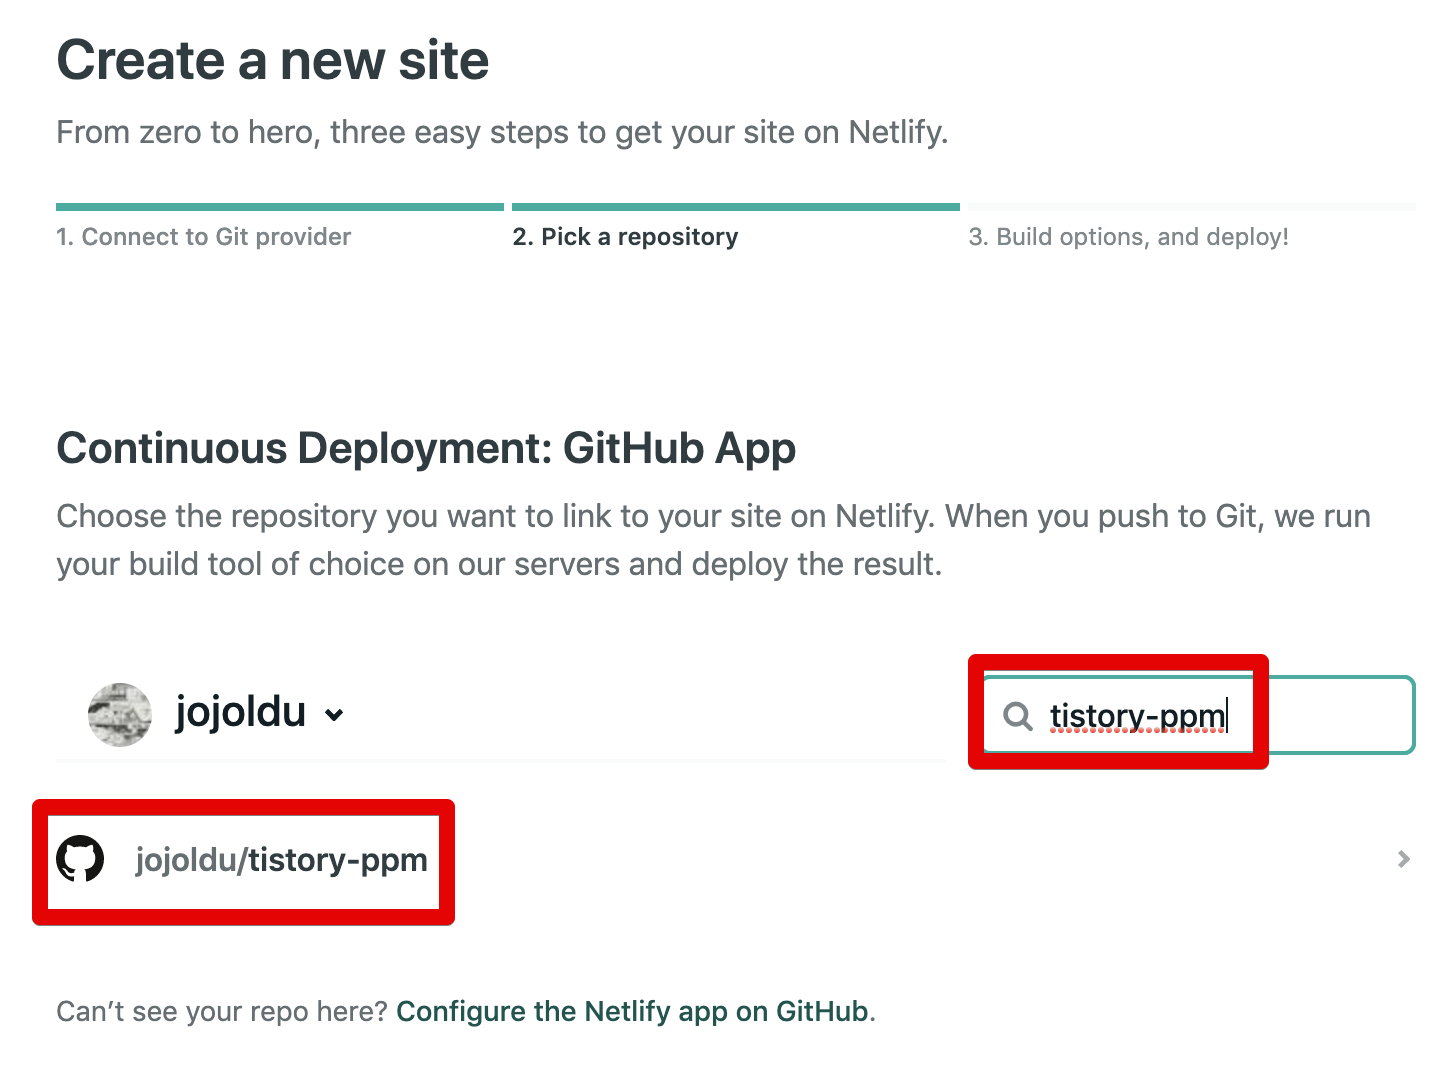 Create a new site
From zero to hero, three easy steps to get your site on Netlify.
1. Connect to Git provider
2. Pick a repository
3. Build options, and deploy!
Continuous Deployment: GitHub App
Choose the repository you want to link to your site on Netlify. When you push to Git, we run
your build tool of choice on our servers and deploy the result.
jojoldu
tistory-ppm
jojoldu/tistory-ppm
Can’t see your repo here? Configure the Netlify app on GitHub.